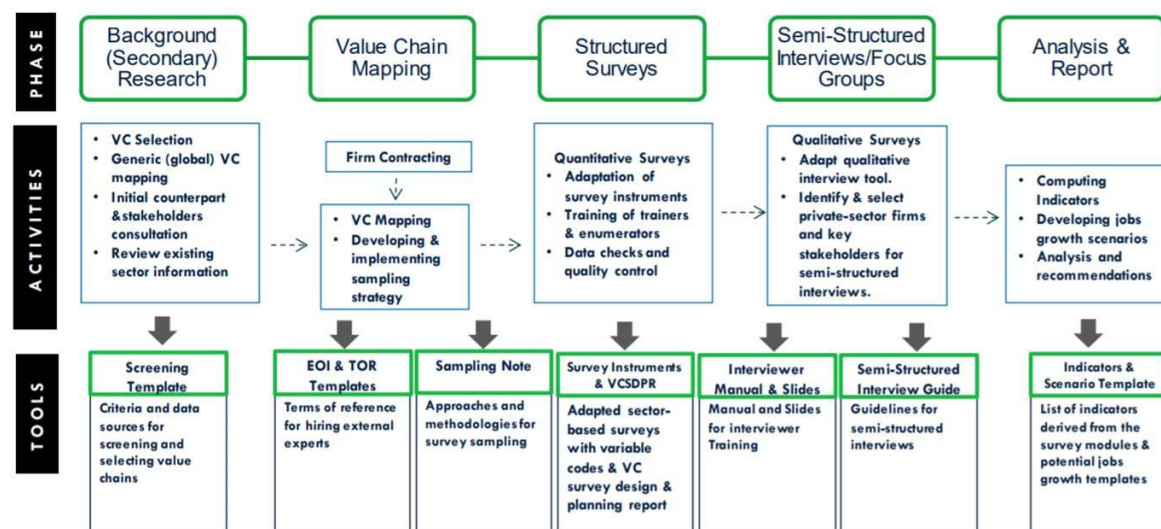 PHASE
Background
(Secondary)
Research
Value Chain
Mapping
Structured
Surveys
Semi-Structured
Interviews/Focus
Groups
Analysis &
Report
ACTIVITIES
• VC Selection
• Generic (global) VC
mapping
• Initial counterpart
&stakeholders
consultation
• Review existing
sector information
Firm Contracting
• VC Mapping
• Developing &
implementing
sampling
strategy
Quantitative Surveys
• Adaptation of
survey instruments
• Training of trainers
& enumerators
• Data checks and
quality control
Qualitative Surveys
• Adapt qualitative
interview tool.
• Identify & select
private-sector firms
and key
stakeholders for
semi-structured
interviews.
• Computing
Indicators
• Developing jobs
growth scenarios
• Analysis and
recommendations
TOOLS
Screening
Template
Criteria and data
sources for
screening and
selecting value
chains
EOI & TOR
Templates
Terms of reference
for hiring external
experts
Sampling Note
Approaches and
methodologies for
survey sampling
Survey Instruments
& VCSDPR
Adapted sector-
based surveys
with variable
codes & VC
survey design &
planning report
Interviewer
Manual & Slides
Manual and Slides
for interviewer
Training
Semi-Structured
Interview Guide
Guidelines for
semi-structured
interviews
Indicators &
Scenario Template
List of indicators
derived from the
survey modules &
potential jobs
growth templates